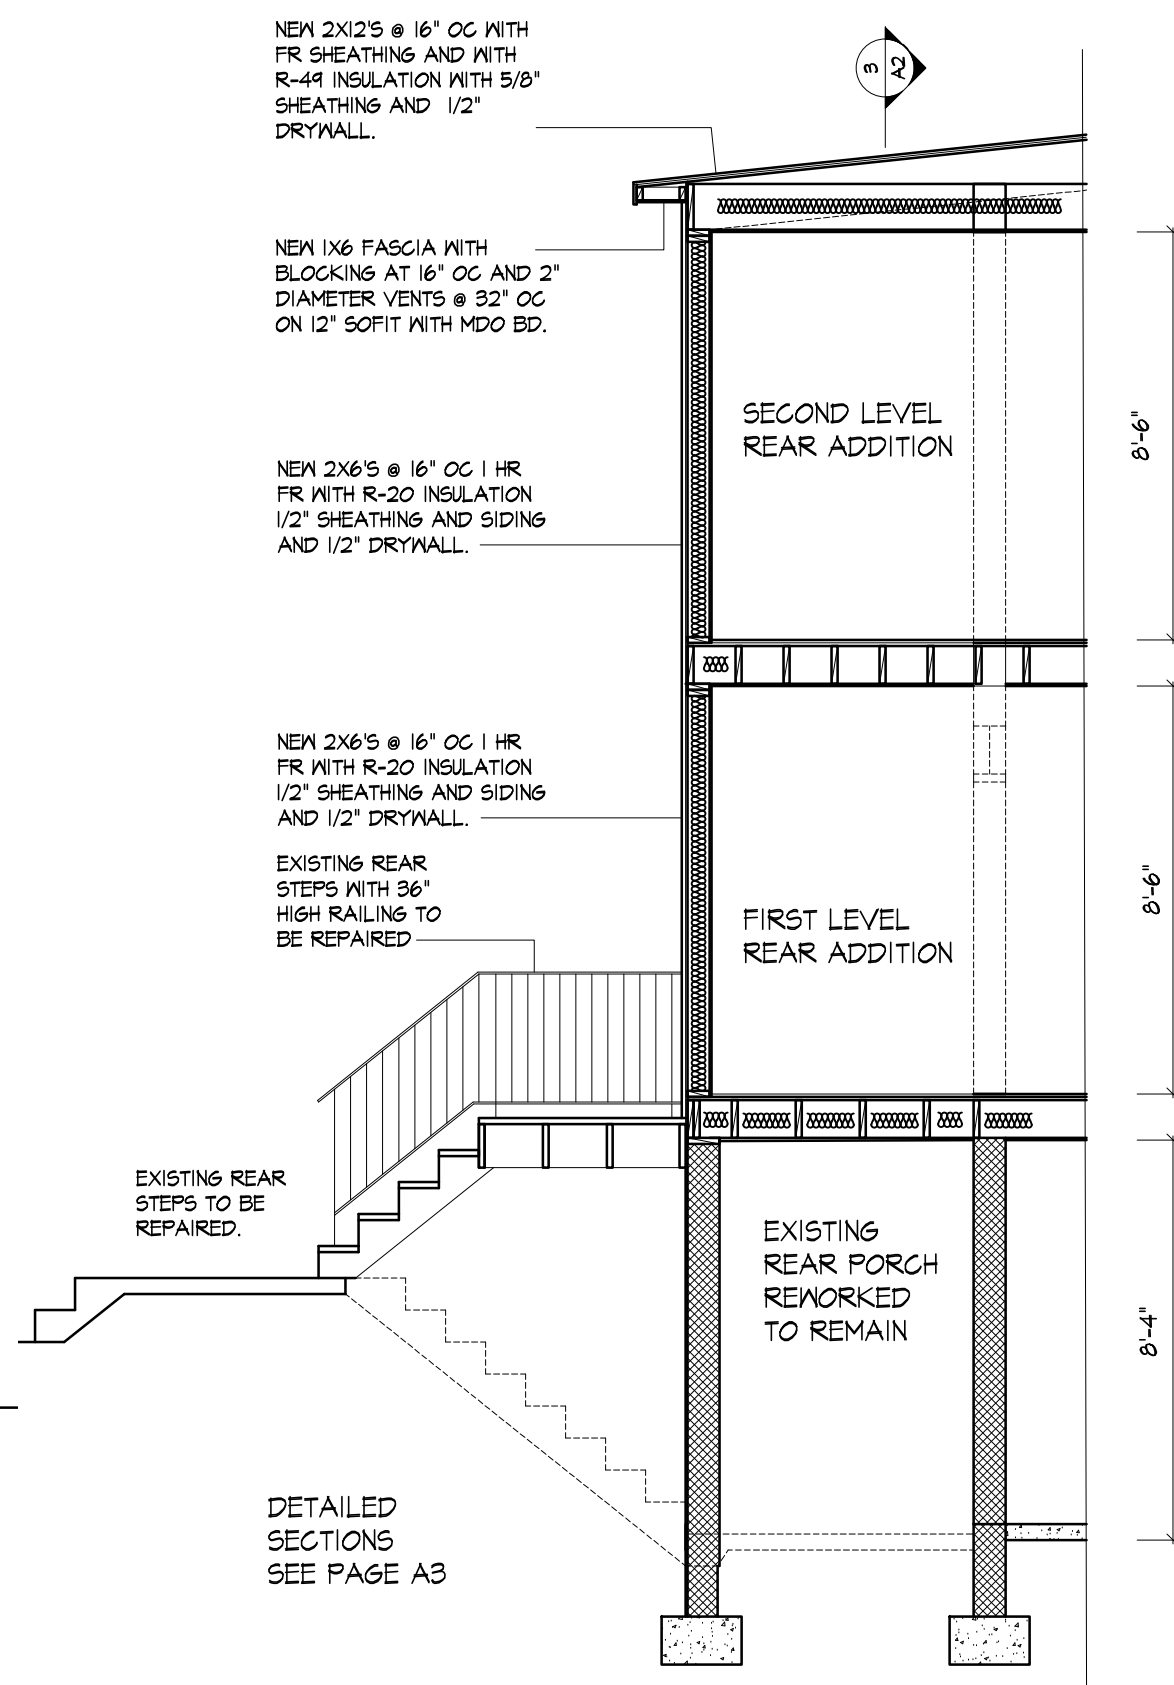 NEW 2X12'S @ 16" OC WITH
FR SHEATHING AND WITH
R-49 INSULATION WITH 5/8"
SHEATHING AND 1/2"
DRYWALL.
3
A2
NEW 1X6 FASCIA WITH
BLOCKING AT 16" OC AND 2"
DIAMETER VENTS @ 32" OC
ON 12" SOFIT WITH MDO BD.
SECOND LEVEL
REAR ADDITION
8'-6"
NEW 2X6'S @ 16" OC 1 HR
FR WITH R-20 INSULATION
1/2" SHEATHING AND SIDING
AND 1/2" DRYWALL.
NEW 2X6'S @ 16" OC 1 HR
FR WITH R-20 INSULATION
1/2" SHEATHING AND SIDING
AND 1/2" DRYWALL.
EXISTING REAR
STEPS WITH 36"
HIGH RAILING TO
BE REPAIRED
FIRST LEVEL
REAR ADDITION
8'-6"
EXISTING REAR
STEPS TO BE
REPAIRED.
EXISTING
REAR PORCH
REWORKED
TO REMAIN
8'-4"
DETAILED
SECTIONS
SEE PAGE A3